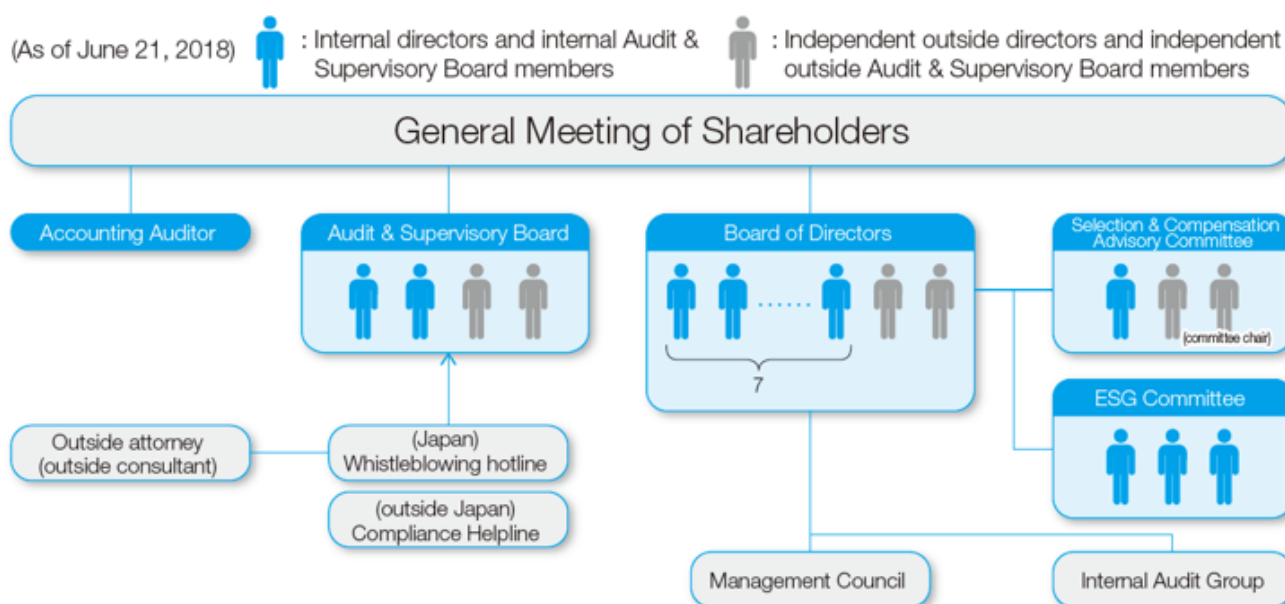 (As of June 21, 2018)
: Internal directors and internal Audit &
Supervisory Board members
: Independent outside directors and independent
outside Audit & Supervisory Board members
General Meeting of Shareholders
Accounting Auditor
Audit & Supervisory Board
Board of Directors
Selection & Compensation
Advisory Committee
(committee chair)
7
ESG Committee
Outside attorney
(outside consultant)
(Japan)
Whistleblowing hotline
(outside Japan)
Compliance Helpline
Management Council
Internal Audit Group